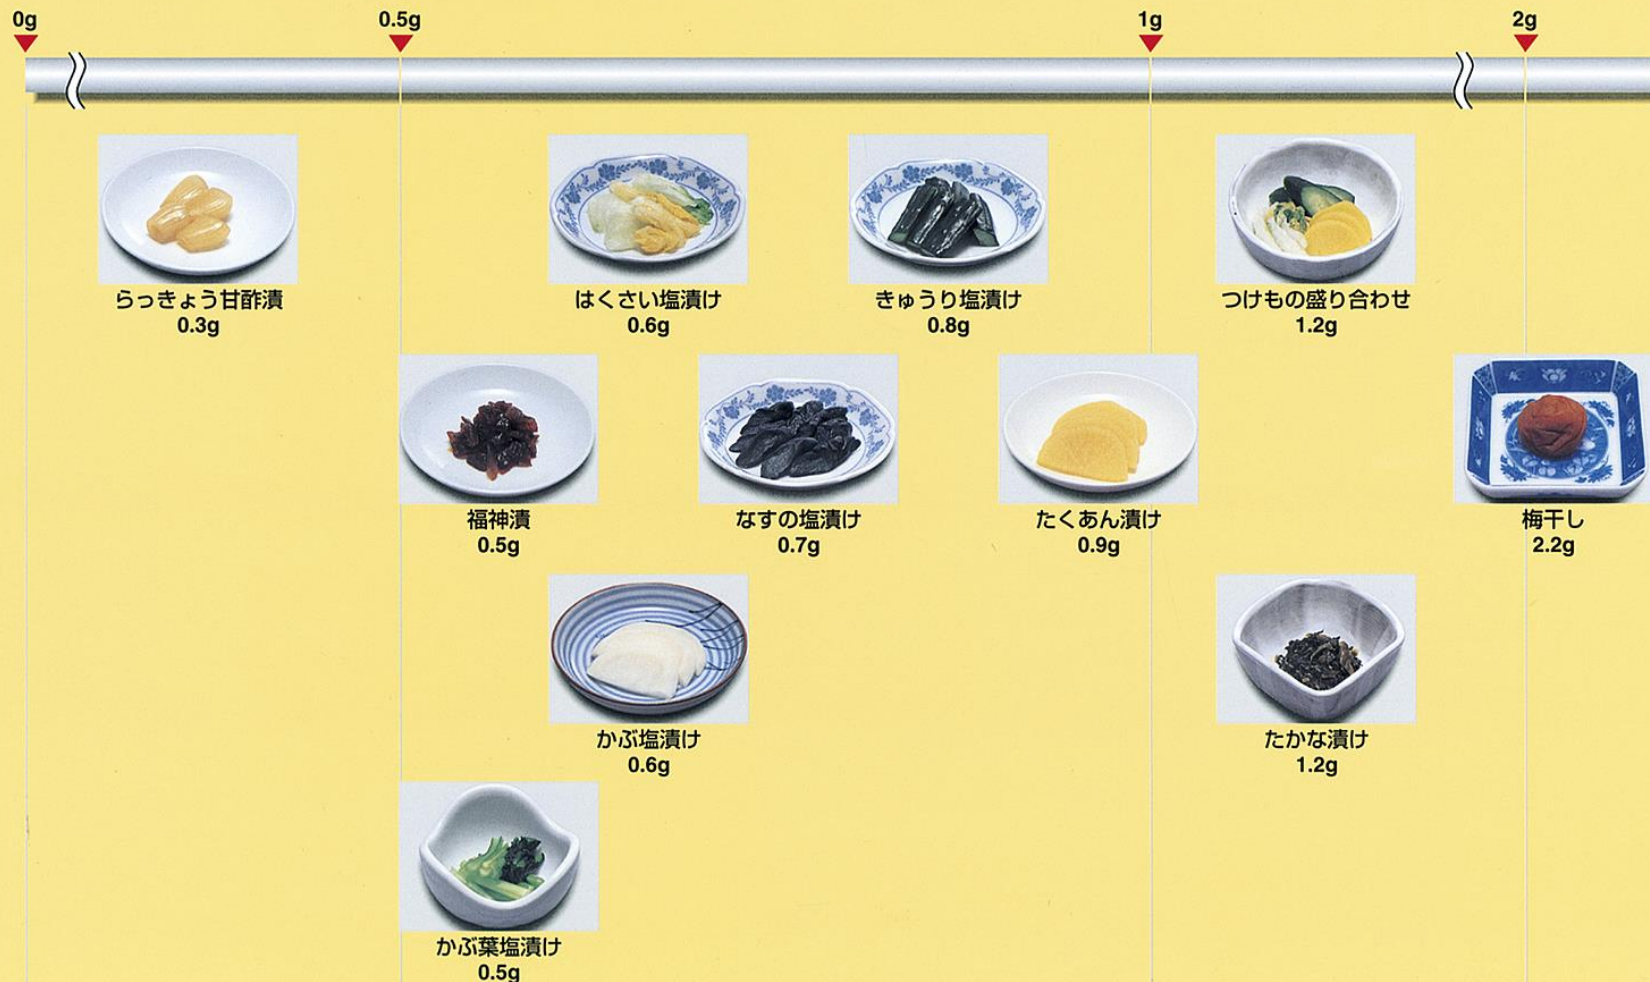 0g
0.5g
1g
2g
らっきょう甘酢漬
0.3g
はくさい塩漬け
0.6g
きゅうり塩漬け
0.8g
つけもの盛り合わせ
1.2g
福神漬
0.5g
なすの塩漬け
0.7g
たくあん漬け
0.9g
梅干し
2.2g
かぶ塩漬け
0.6g
たかな漬け
1.2g
かぶ葉塩漬け
0.5g